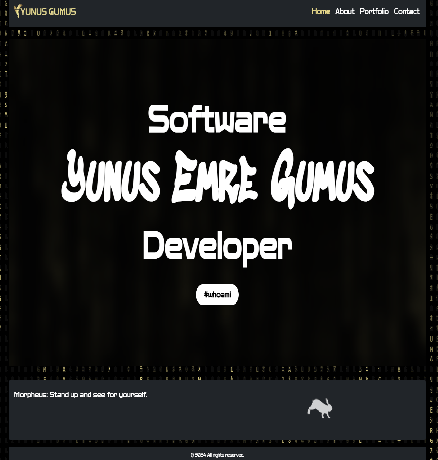 YUNUS GUMUS
Home About Portfolio Contact
Software
YUNUS EMRE GUMUS
Developer
#whoami
Morpheus: Stand up and see for yourself.
© 2024 All rights reserved.